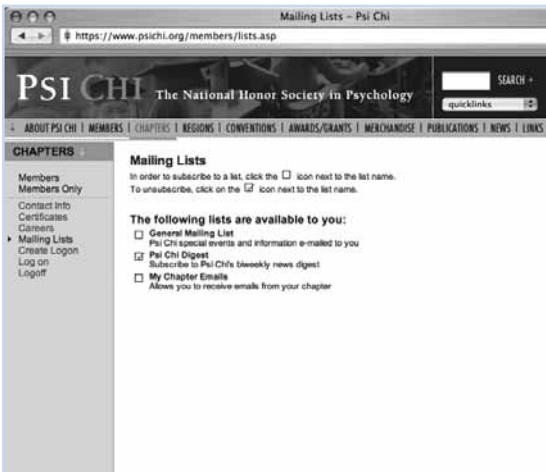 Mailing Lists – Psi Chi
https://www.psichi.org/members/lists.asp
PSI CHI The National Honor Society in Psychology
SEARCH
quicklinks
ABOUT PSI CHI | MEMBERS | CHAPTERS | REGIONS | CONVENTIONS | AWARDS/GRANTS | MERCHANDISE | PUBLICATIONS | NEWS | LINKS
CHAPTERS
Members
Members Only
Contact Info
Certificates
Careers
Mailing Lists
Create Logon
Log on
Logoff
Mailing Lists
In order to subscribe to a list, click the icon next to the list name.
To unsubscribe, click on the icon next to the list name.
The following lists are available to you:
General Mailing List
Psi Chi special events and information e-mailed to you
Psi Chi Digest
Subscribe to Psi Chi's biweekly news digest
My Chapter Emails
Allows you to receive emails from your chapter